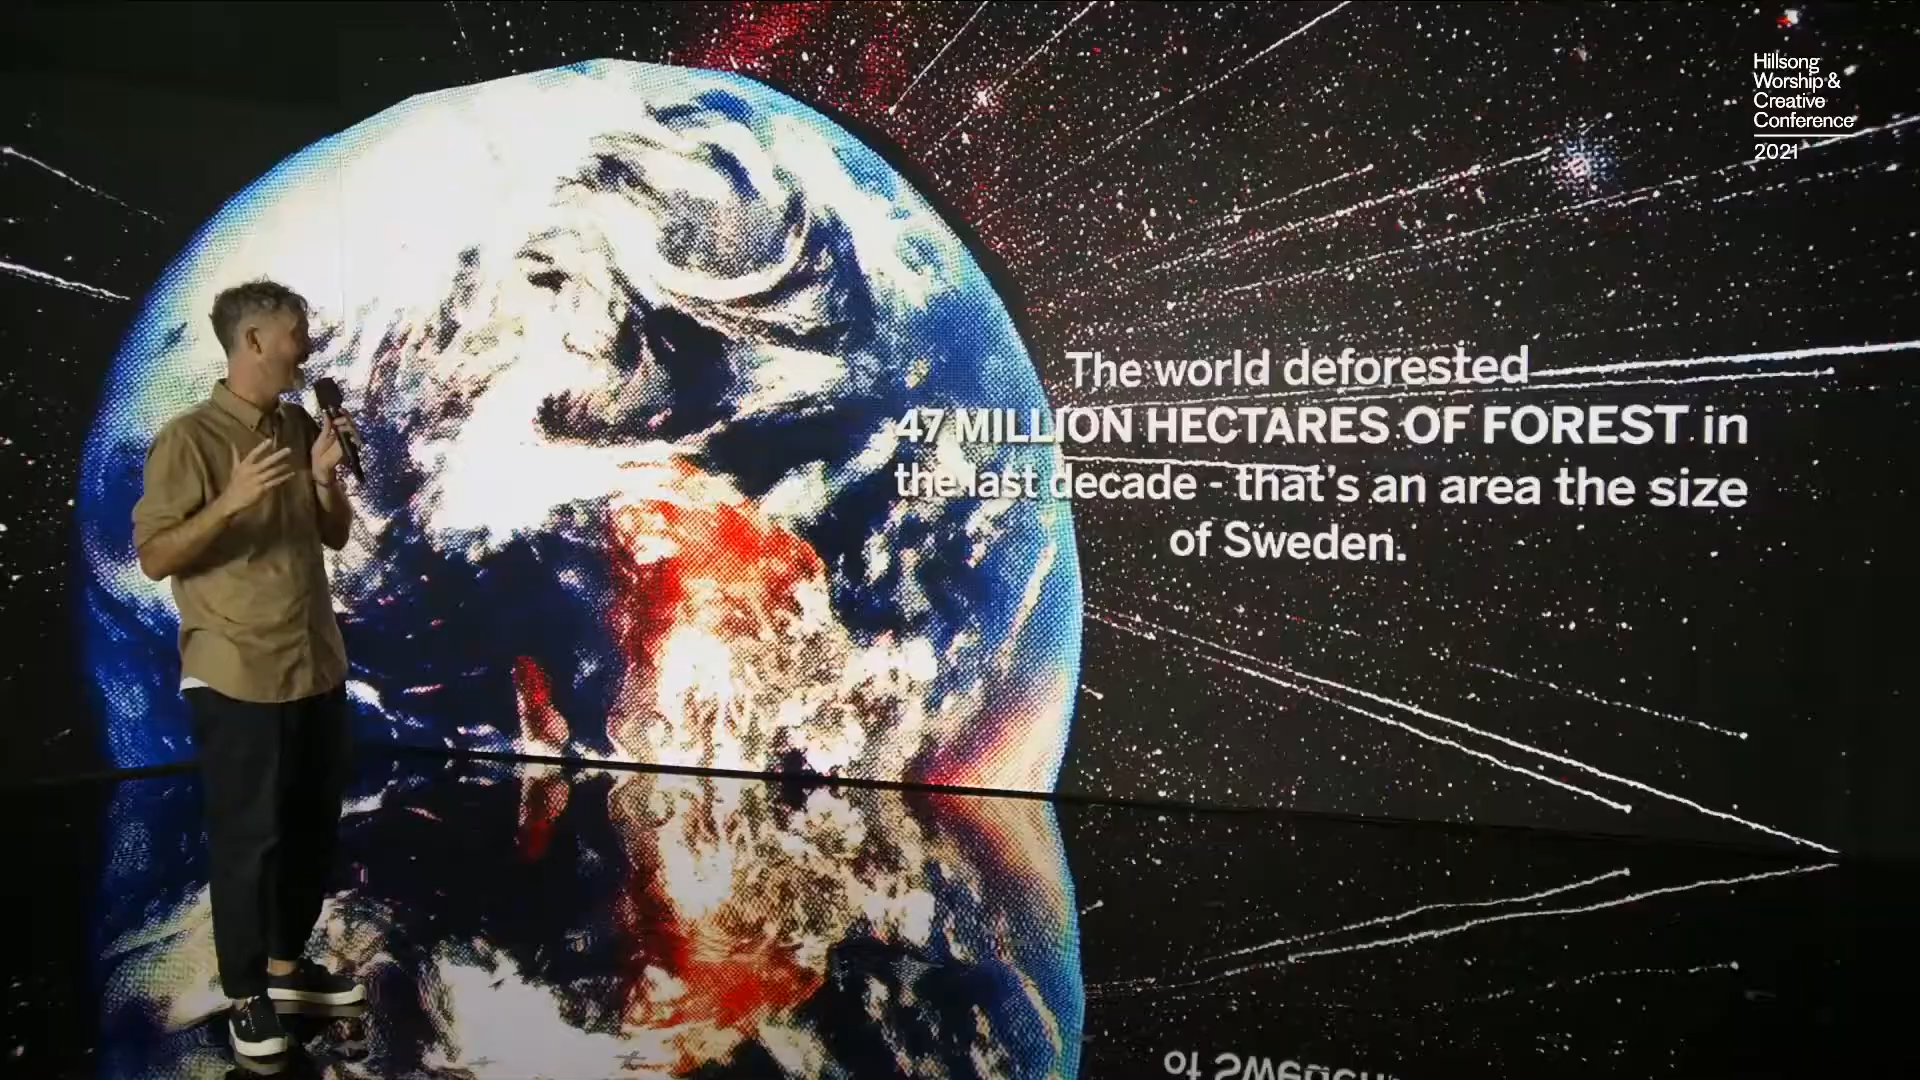 Hillsong
Worship &
Creative
Conference
2021
The world deforested
47 MILLION HECTARES OF FOREST in
the last decade - that's an area the size
of Sweden.